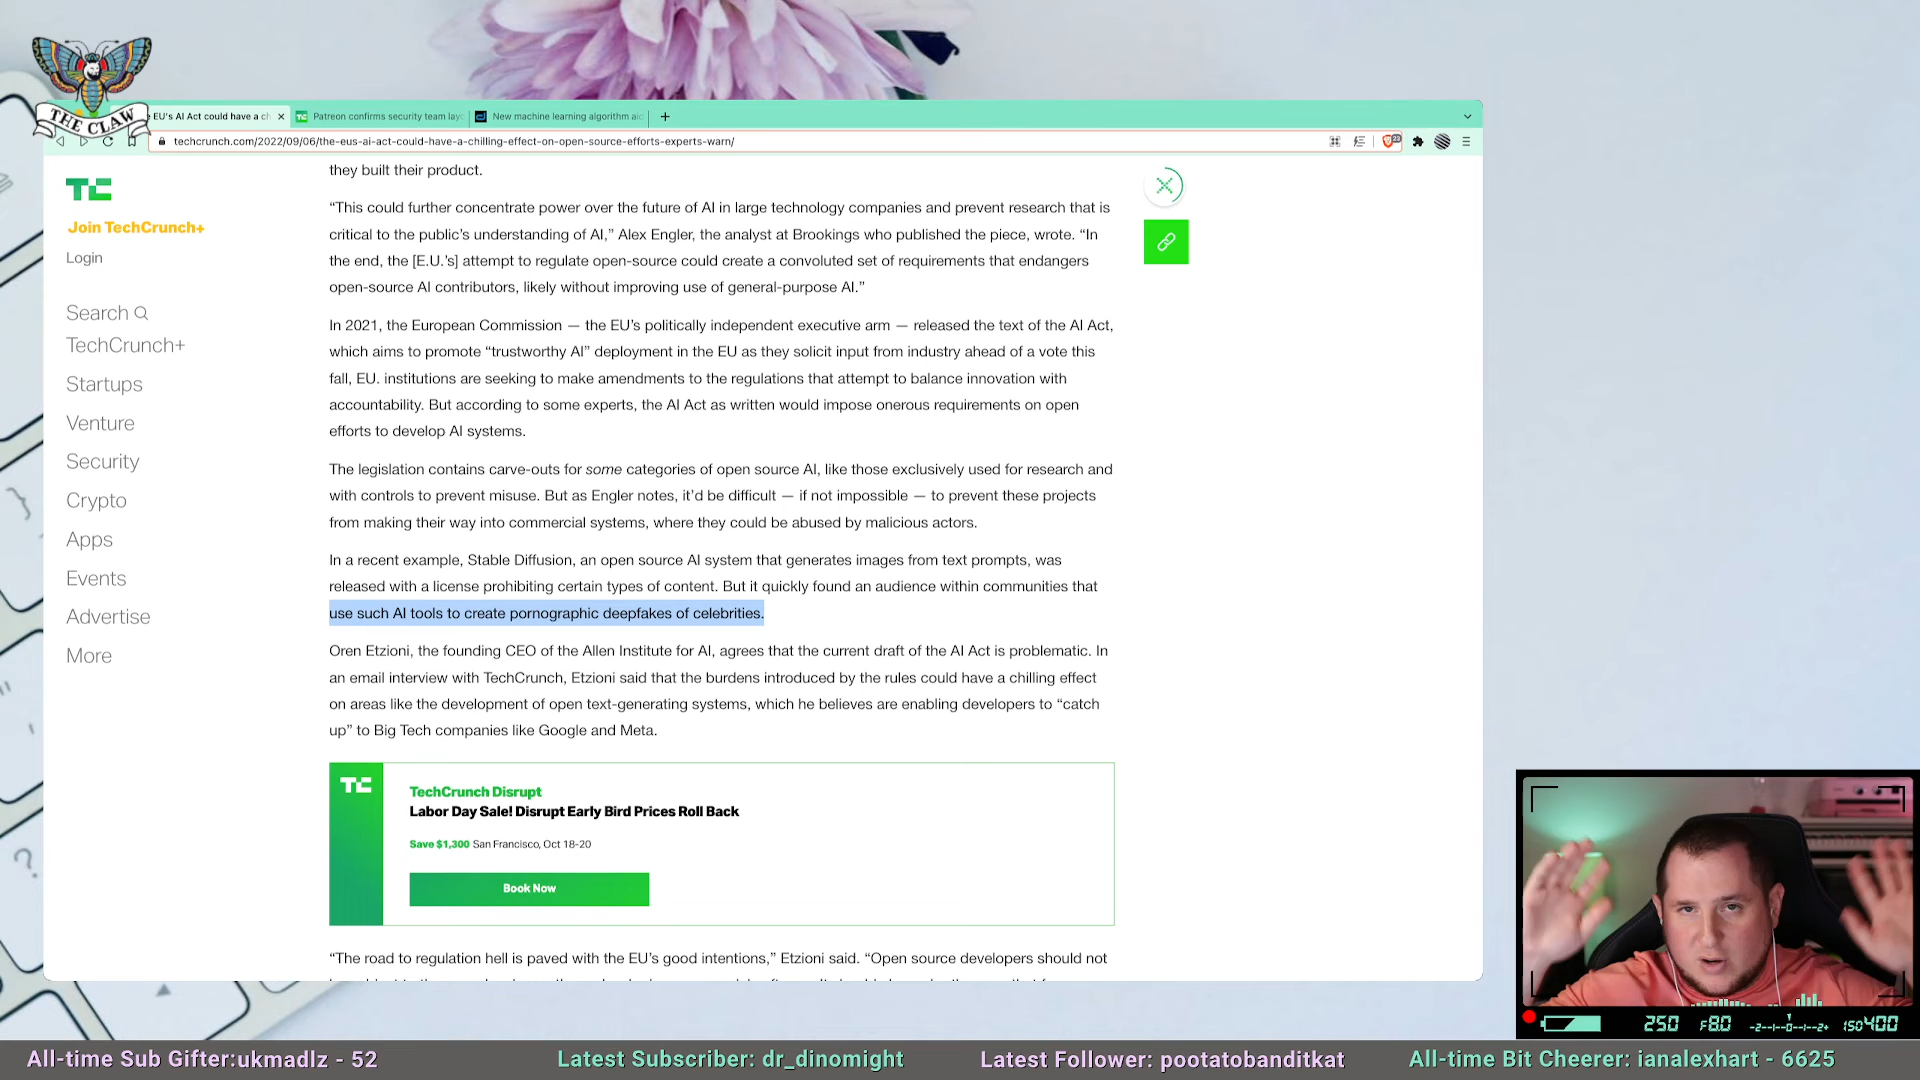 THE CLAW
EU's AI Act could have a ch
Patreon confirms security team lay
New machine learning algorithm aic
techcrunch.com/2022/09/06/the-eus-ai-act-could-have-a-chilling-effect-on-open-source-efforts-experts-warn/
TC
Join TechCrunch+
Login
Search
TechCrunch+
Startups
Venture
Security
Crypto
Apps
Events
Advertise
More
they built their product.
“This could further concentrate power over the future of AI in large technology companies and prevent research that is
critical to the public’s understanding of AI,” Alex Engler, the analyst at Brookings who published the piece, wrote. “In
the end, the [E.U.’s] attempt to regulate open-source could create a convoluted set of requirements that endangers
open-source AI contributors, likely without improving use of general-purpose AI.”
In 2021, the European Commission — the EU’s politically independent executive arm — released the text of the AI Act,
which aims to promote “trustworthy AI” deployment in the EU as they solicit input from industry ahead of a vote this
fall, EU. institutions are seeking to make amendments to the regulations that attempt to balance innovation with
accountability. But according to some experts, the AI Act as written would impose onerous requirements on open
efforts to develop AI systems.
The legislation contains carve-outs for some categories of open source AI, like those exclusively used for research and
with controls to prevent misuse. But as Engler notes, it’d be difficult — if not impossible — to prevent these projects
from making their way into commercial systems, where they could be abused by malicious actors.
In a recent example, Stable Diffusion, an open source AI system that generates images from text prompts, was
released with a license prohibiting certain types of content. But it quickly found an audience within communities that
use such AI tools to create pornographic deepfakes of celebrities.
Oren Etzioni, the founding CEO of the Allen Institute for AI, agrees that the current draft of the AI Act is problematic. In
an email interview with TechCrunch, Etzioni said that the burdens introduced by the rules could have a chilling effect
on areas like the development of open text-generating systems, which he believes are enabling developers to “catch
up” to Big Tech companies like Google and Meta.
TC
TechCrunch Disrupt
Labor Day Sale! Disrupt Early Bird Prices Roll Back
Save $1,300 San Francisco, Oct 18-20
Book Now
“The road to regulation hell is paved with the EU’s good intentions,” Etzioni said. “Open source developers should not
250 F8.0 -2--1--0--1--2+ ISO400
All-time Sub Gifter:ukmadlz - 52
Latest Subscriber: dr_dinomight
Latest Follower: pootatobanditkat
All-time Bit Cheerer: ianalexhart - 6625